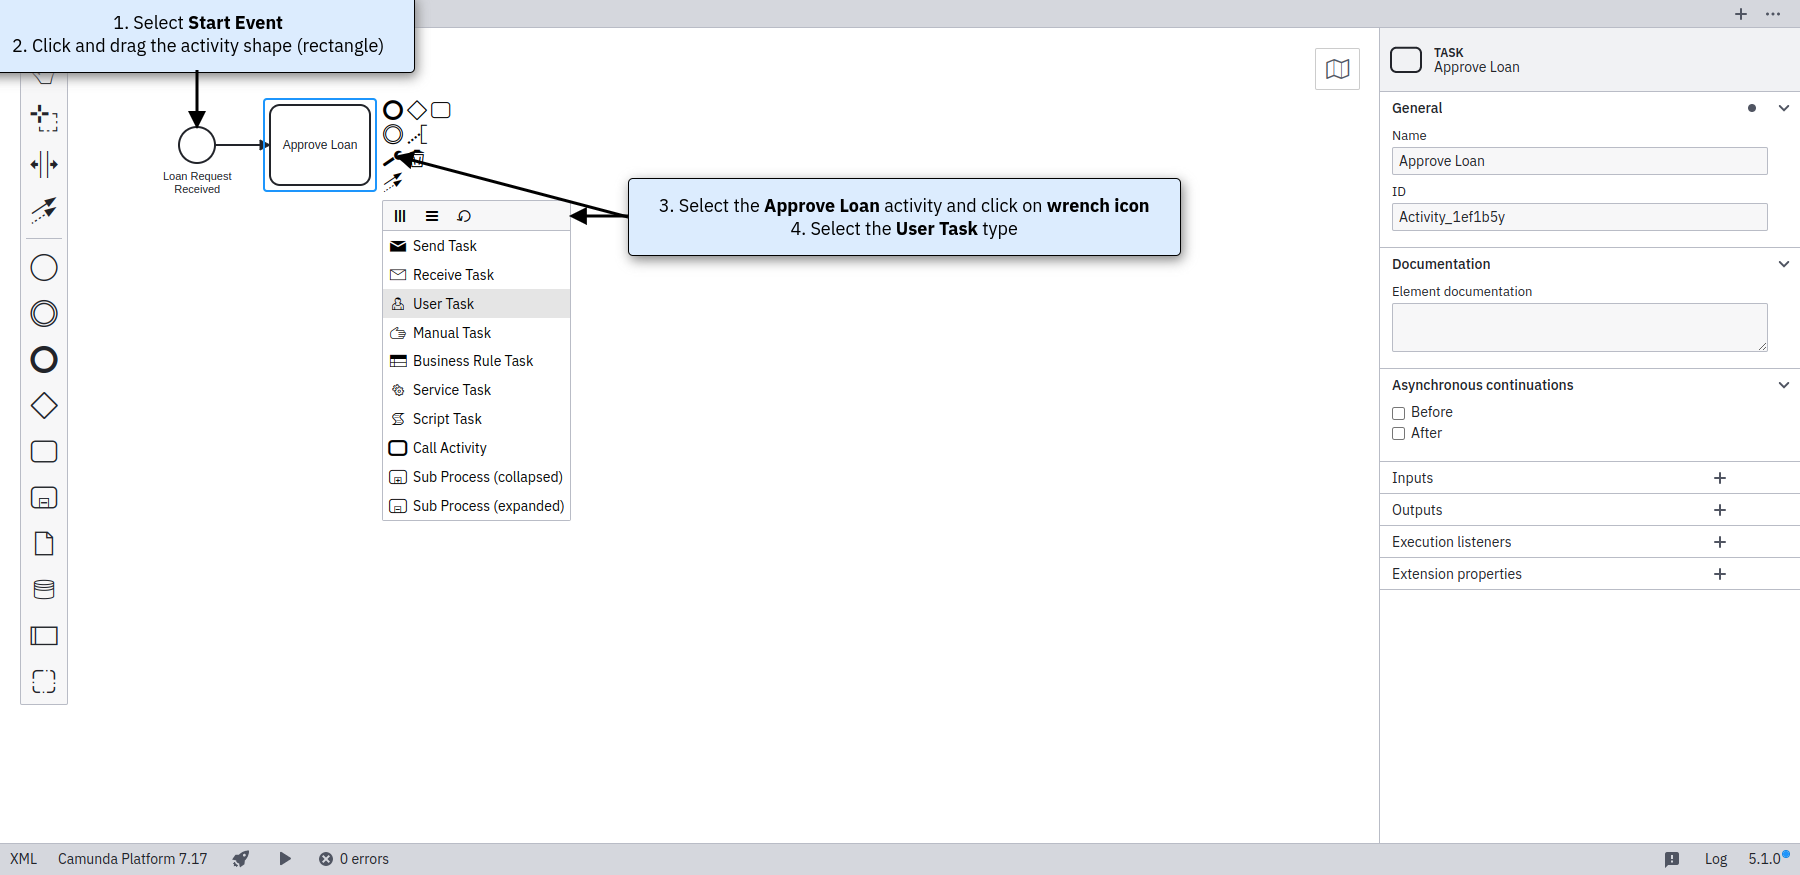 1. Select Start Event
2. Click and drag the activity shape (rectangle)
Approve Loan
Loan Request
Received
3. Select the Approve Loan activity and click on wrench icon
4. Select the User Task type
Send Task
Receive Task
User Task
Manual Task
Business Rule Task
Service Task
Script Task
Call Activity
Sub Process (collapsed)
Sub Process (expanded)
TASK
Approve Loan
General
Name
Approve Loan
ID
Activity_1ef1b5y
Documentation
Element documentation
Asynchronous continuations
Before
After
Inputs
Outputs
Execution listeners
Extension properties
XML Camunda Platform 7.17 0 errors Log 5.1.0